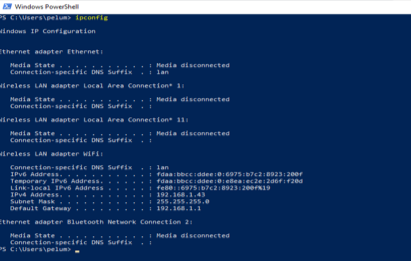 Windows PowerShell
PS C:\Users\pelum> ipconfig
Windows IP Configuration
Ethernet adapter Ethernet:
Media State . . . . . . . . . . . : Media disconnected
Connection-specific DNS Suffix . : lan
Wireless LAN adapter Local Area Connection* 1:
Media State . . . . . . . . . . . : Media disconnected
Connection-specific DNS Suffix . :
Wireless LAN adapter Local Area Connection* 11:
Media State . . . . . . . . . . . : Media disconnected
Connection-specific DNS Suffix . :
Wireless LAN adapter WiFi:
Connection-specific DNS Suffix . : lan
IPv6 Address. . . . . . . . . . . : fdaa:bbcc:ddee:0:6975:b7c2:8923:200f
Temporary IPv6 Address. . . . . . : fdaa:bbcc:ddee:0:e8ea:ec2e:2d6f:f20d
Link-local IPv6 Address . . . . . : fe80::6975:b7c2:8923:200f%19
IPv4 Address. . . . . . . . . . . : 192.168.1.43
Subnet Mask . . . . . . . . . . . : 255.255.255.0
Default Gateway . . . . . . . . . : 192.168.1.1
Ethernet adapter Bluetooth Network Connection 2:
Media State . . . . . . . . . . . : Media disconnected
Connection-specific DNS Suffix . :
PS C:\Users\pelum> _